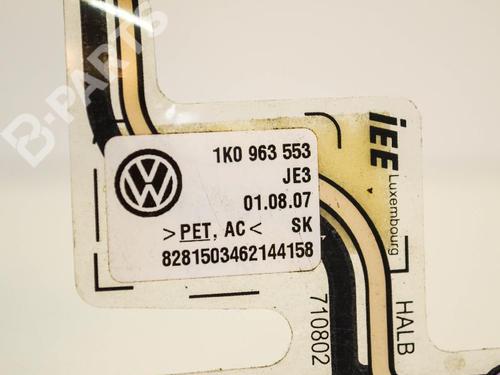 B-PARTS
1K0 963 553
JE3
01.08.07
>PET, AC< SK
8281503462144158
iEE
Luxembourg
710802
HALB